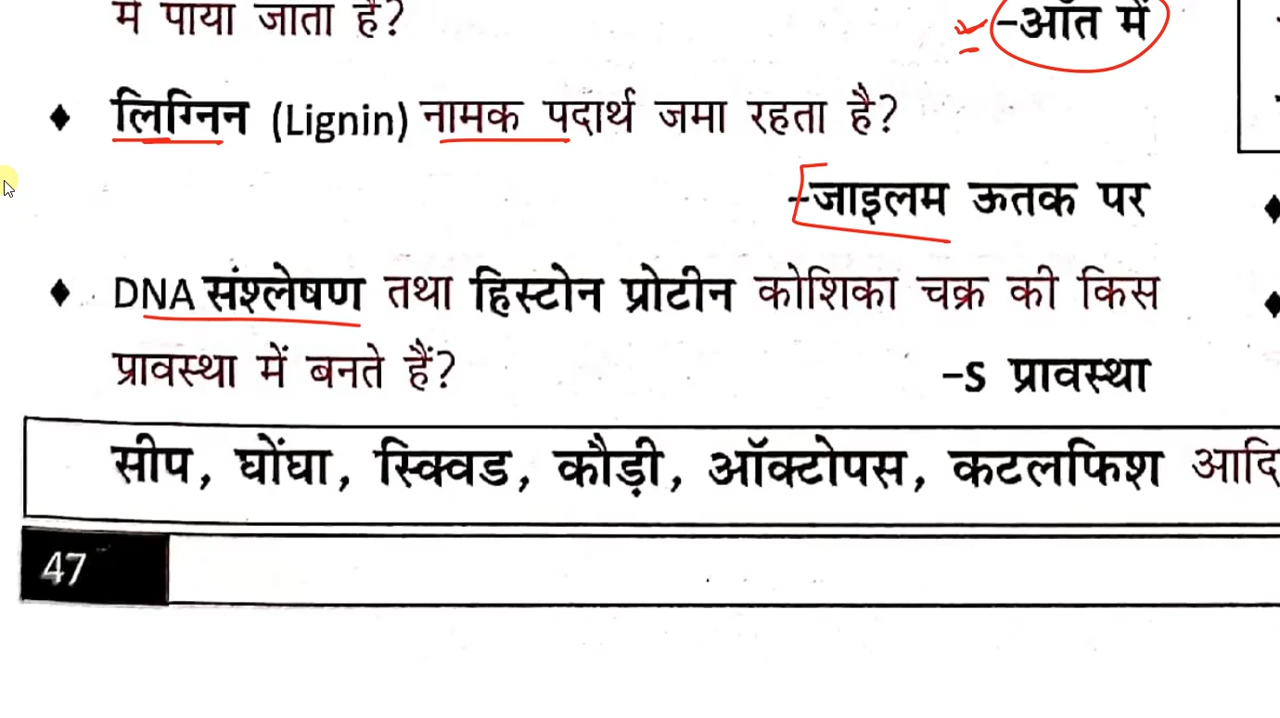 में पाया जाता है? -आँत में
♦ लिग्निन (Lignin) नामक पदार्थ जमा रहता है?
-जाइलम ऊतक पर
♦ DNA संश्लेषण तथा हिस्टोन प्रोटीन कोशिका चक्र की किस
प्रावस्था में बनते हैं? -S प्रावस्था
सीप, घोंघा, स्क्विड, कौड़ी, ऑक्टोपस, कटलफिश आदि
47